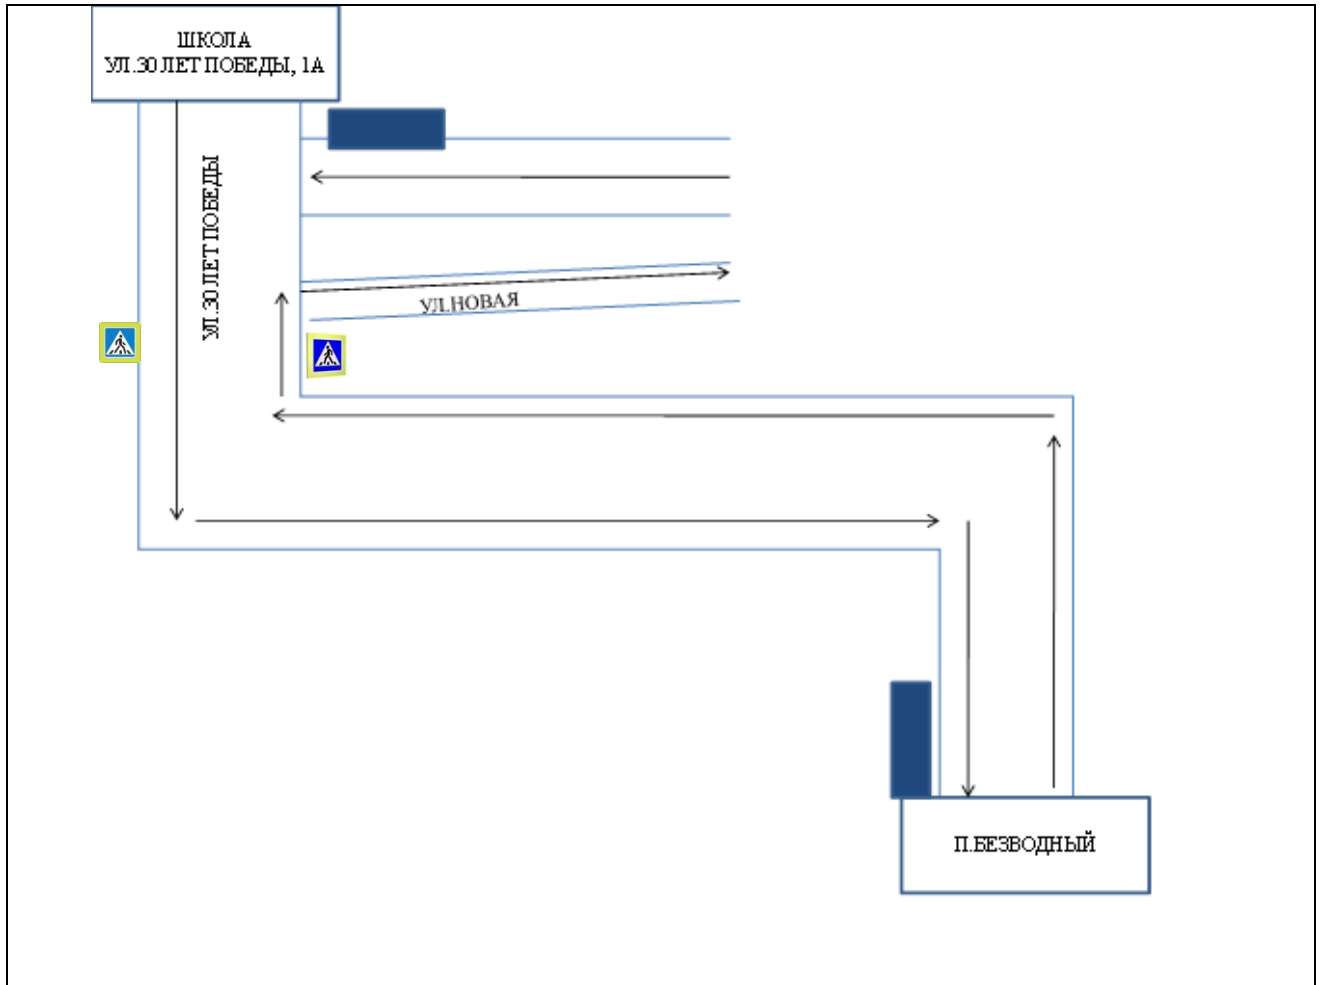 ШКОЛА
УЛ.30 ЛЕТ ПОБЕДЫ, 1А
УЛ.30 ЛЕТ ПОБЕДЫ
УЛ.НОВАЯ
П.БЕЗВОДНЫЙ